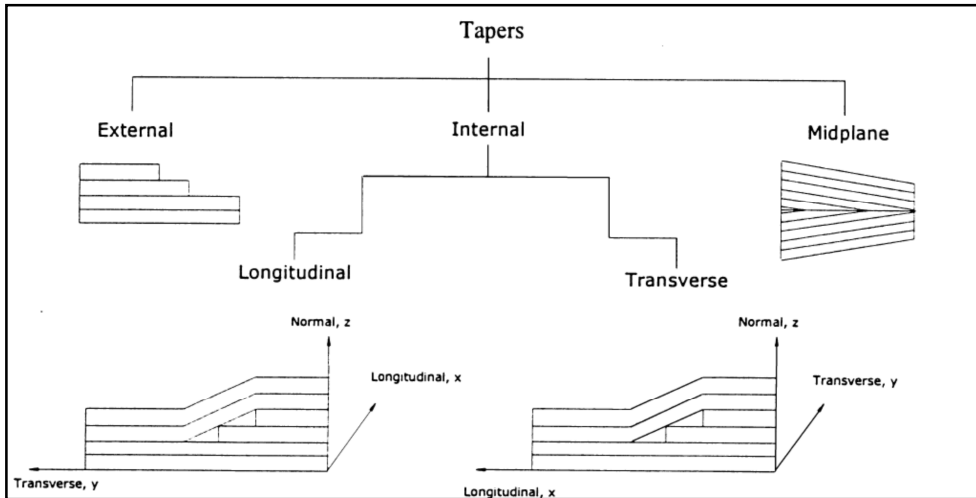 Tapers
External
Internal
Midplane
Longitudinal
Transverse
Normal, z
Longitudinal, x
Transverse, y
Normal, z
Transverse, y
Longitudinal, x